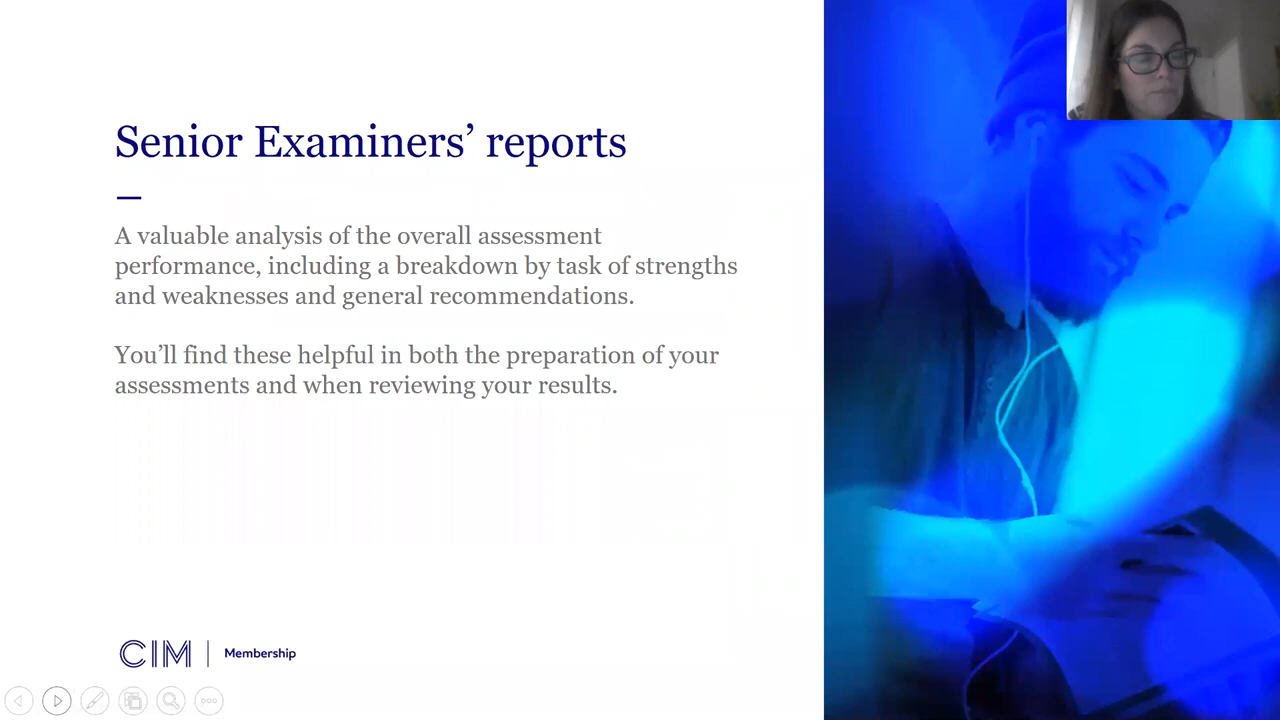 Senior Examiners’ reports
A valuable analysis of the overall assessment
performance, including a breakdown by task of strengths
and weaknesses and general recommendations.
You’ll find these helpful in both the preparation of your
assessments and when reviewing your results.
CIM | Membership